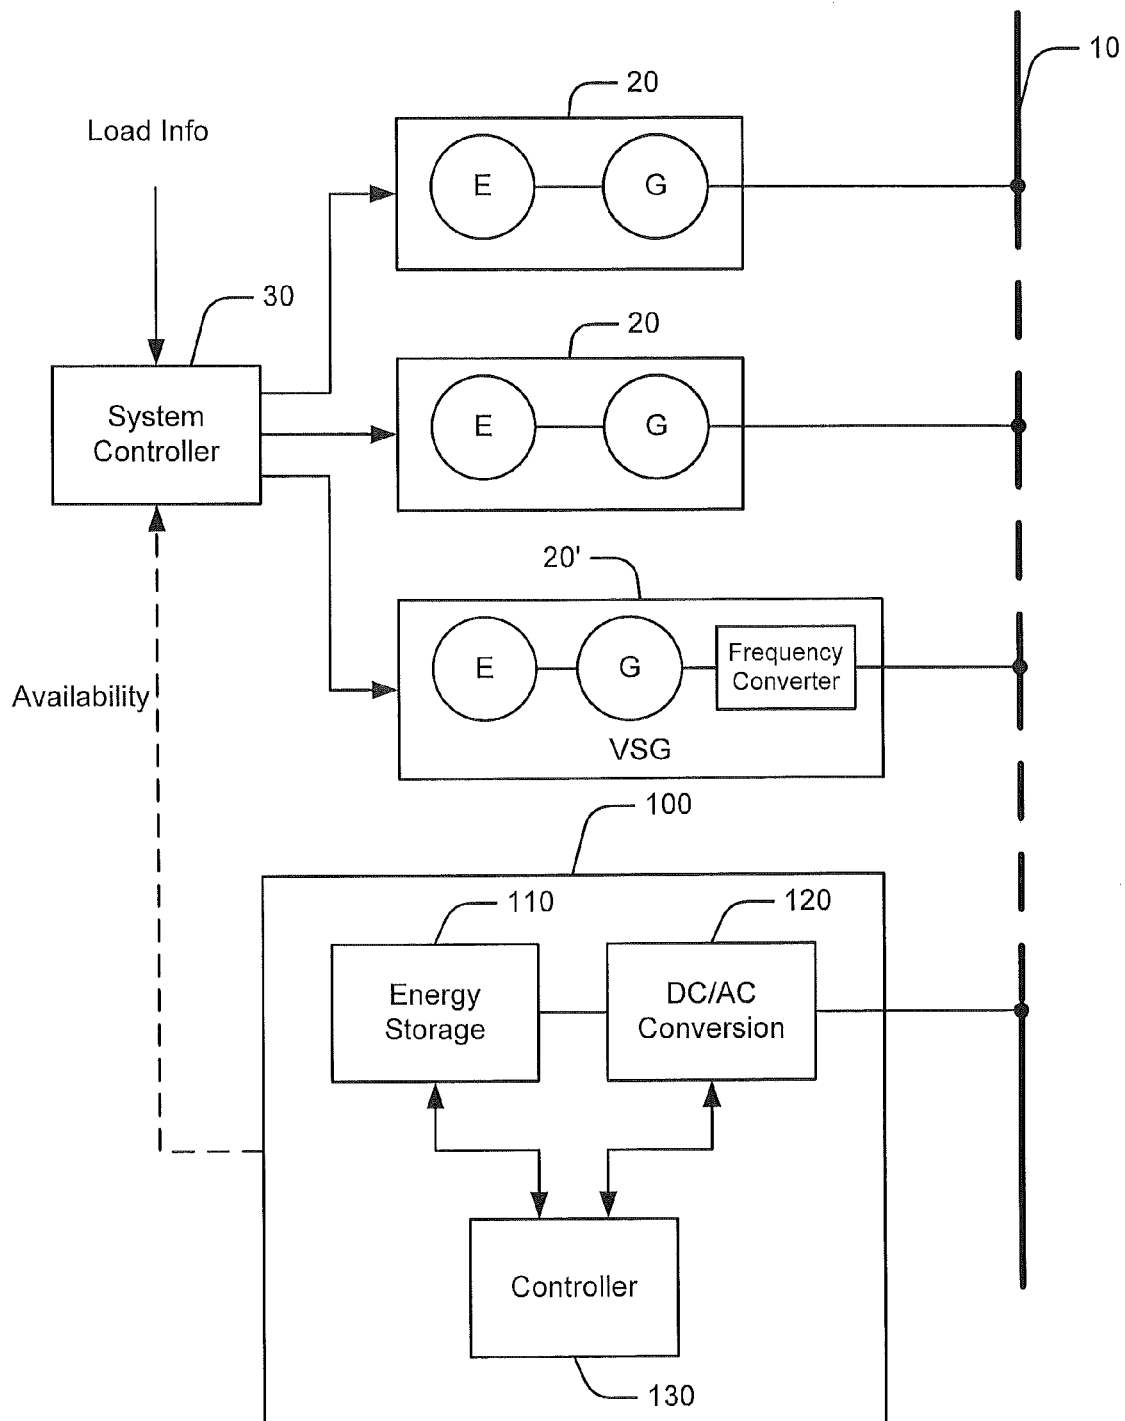 10
20
Load Info
E
G
30
20
System
Controller
E
G
20'
E
G
Frequency
Converter
Availability
VSG
100
110
120
Energy
Storage
DC/AC
Conversion
Controller
130